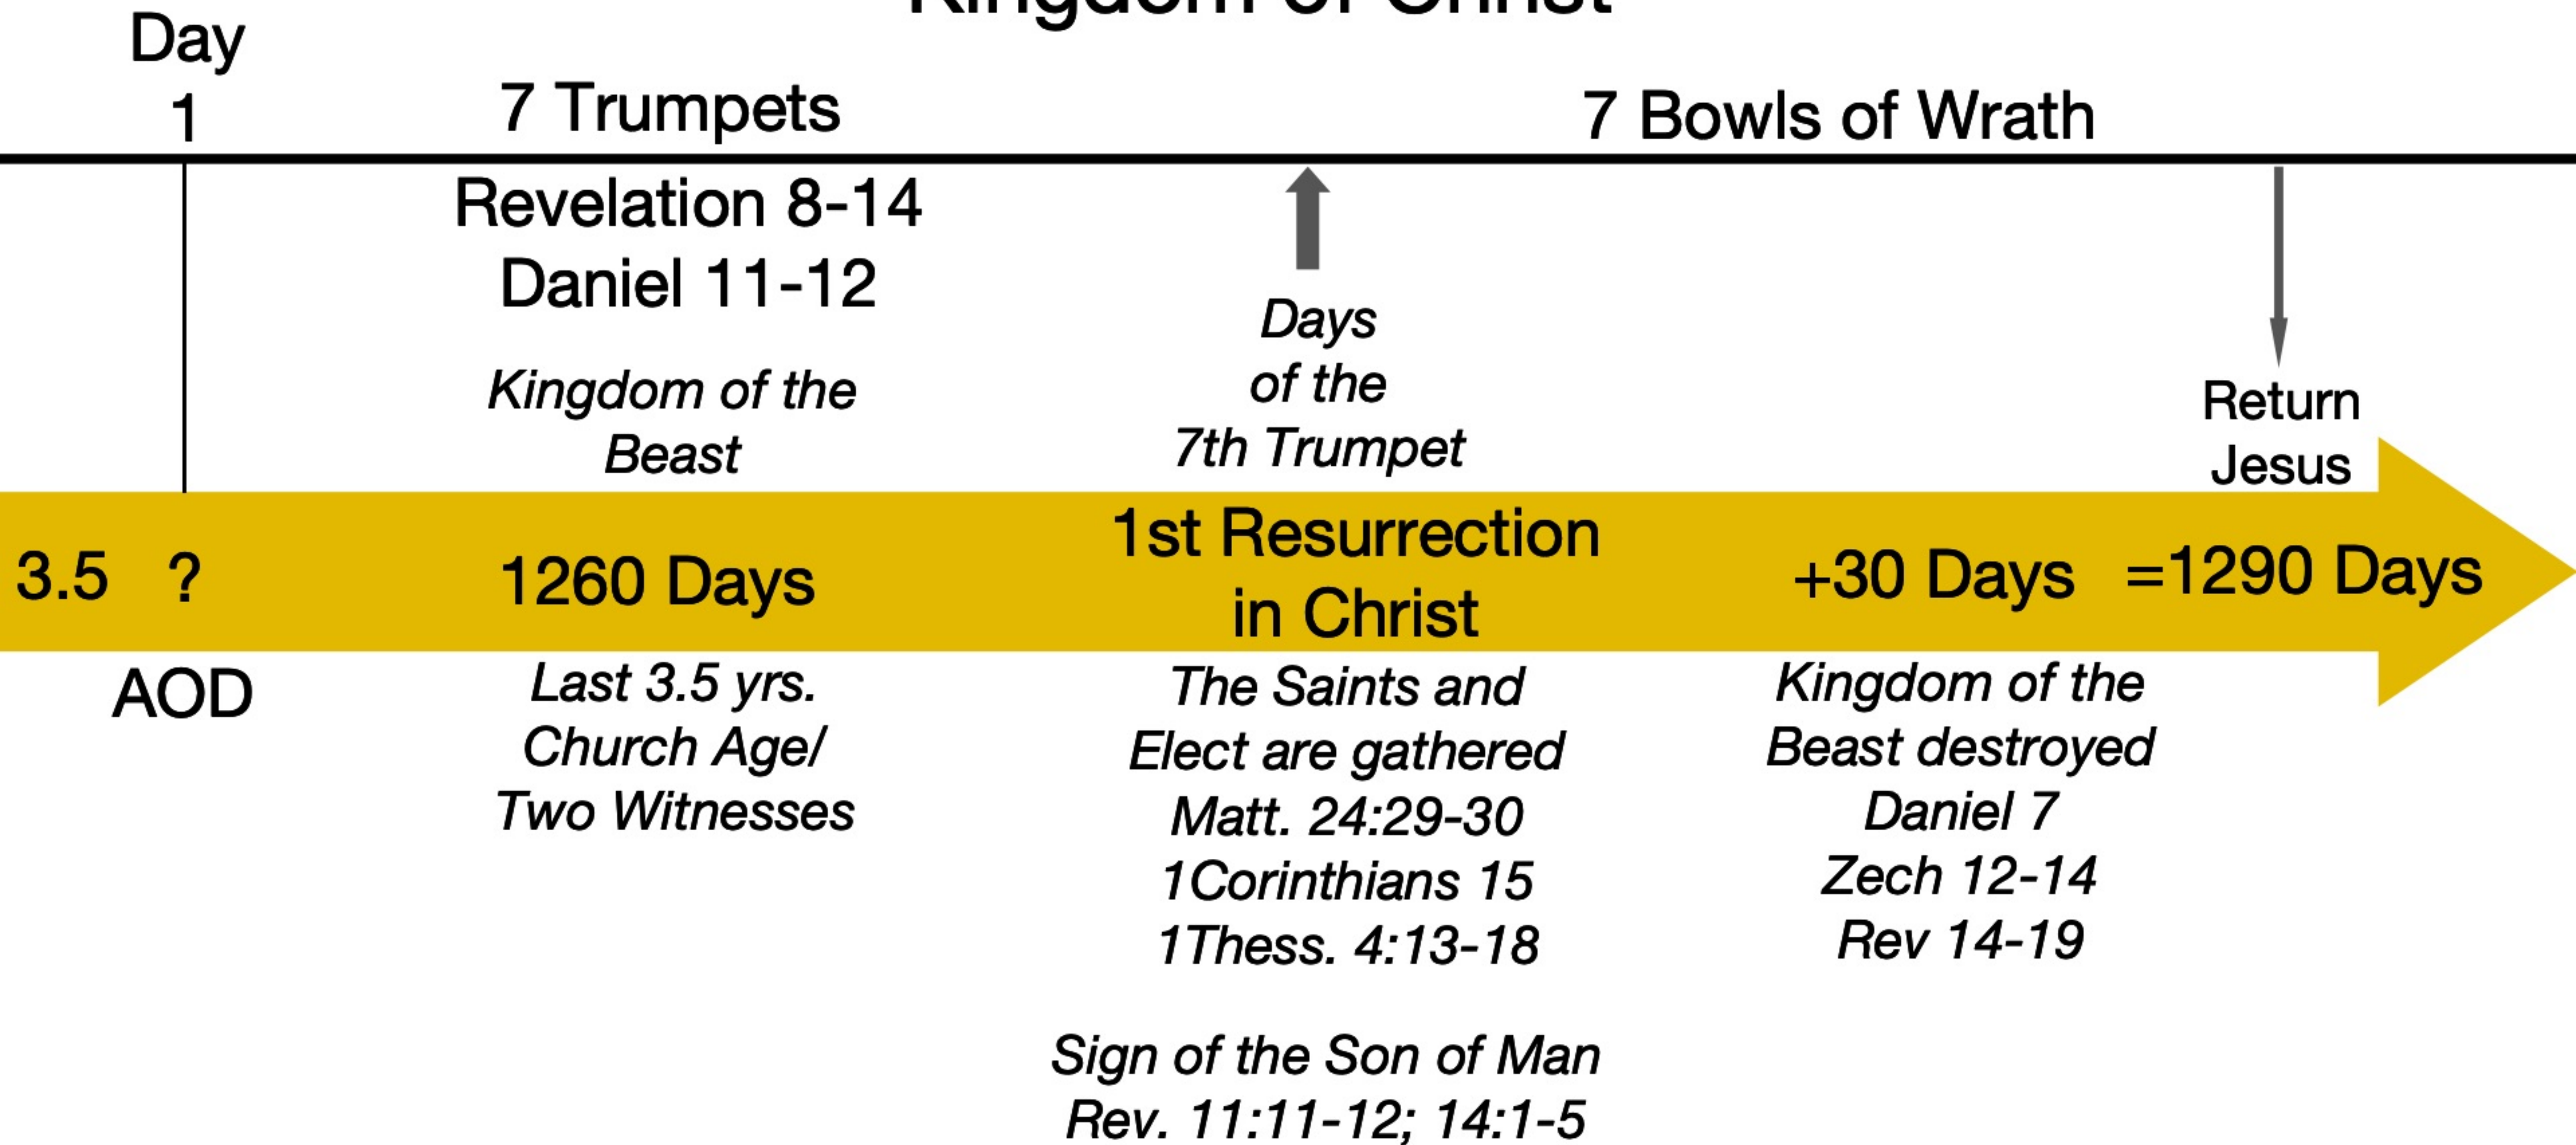 Kingdom of Christ
Day
1
7 Trumpets
7 Bowls of Wrath
Revelation 8-14
Daniel 11-12
Kingdom of the
Beast
Days
of the
7th Trumpet
Return
Jesus
3.5 ?
1260 Days
1st Resurrection
in Christ
+30 Days
=1290 Days
AOD
Last 3.5 yrs.
Church Age/
Two Witnesses
The Saints and
Elect are gathered
Matt. 24:29-30
1Corinthians 15
1Thess. 4:13-18
Sign of the Son of Man
Rev. 11:11-12; 14:1-5
Kingdom of the
Beast destroyed
Daniel 7
Zech 12-14
Rev 14-19